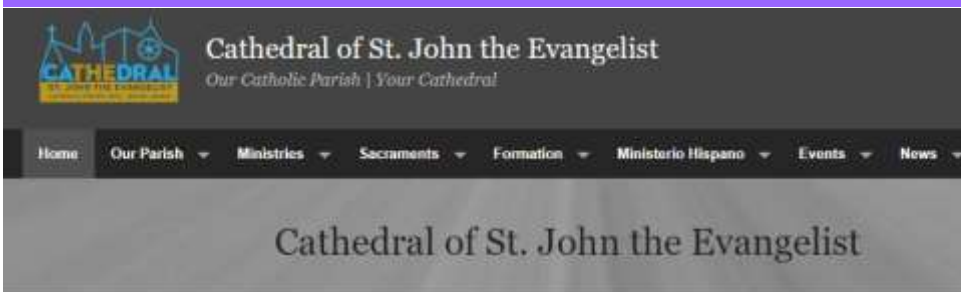 CATHEDRAL
ST. JOHN THE EVANGELIST
Cathedral of St. John the Evangelist
Our Catholic Parish | Your Cathedral
Home Our Parish Ministries Sacraments Formation Ministerio Hispano Events News
Cathedral of St. John the Evangelist